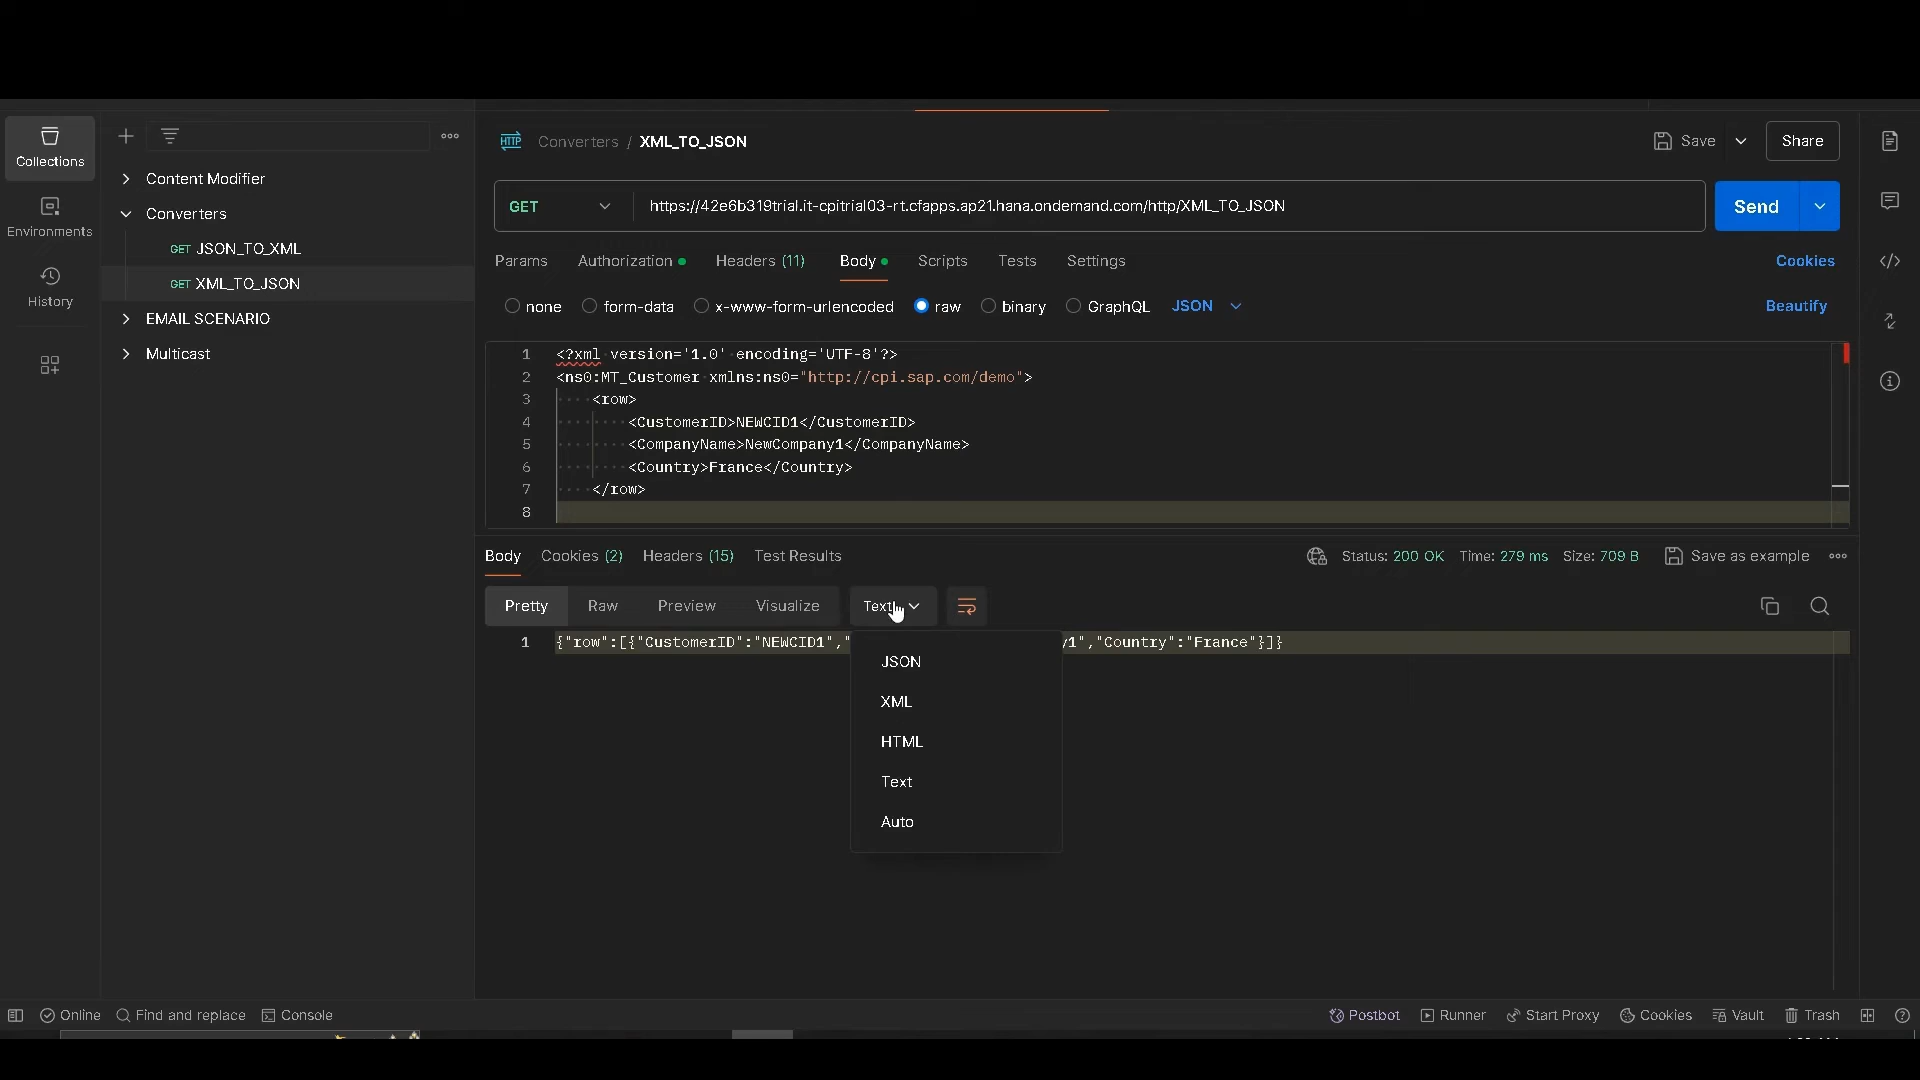 Collections
Environments
History
Content Modifier
Converters
GET JSON_TO_XML
GET XML_TO_JSON
EMAIL SCENARIO
Multicast
HTTP Converters / XML_TO_JSON
Save
Share
GET https://42e6b319trial.it-cpitrial03-rt.cfapps.ap21.hana.ondemand.com/http/XML_TO_JSON
Send
Params Authorization Headers (11) Body Scripts Tests Settings
Cookies
none form-data x-www-form-urlencoded raw binary GraphQL JSON
Beautify
1 <?xml version='1.0' encoding='UTF-8'?>
2 <ns0:MT_Customer xmlns:ns0="http://cpi.sap.com/demo">
3 <row>
4 <CustomerID>NEWCID1</CustomerID>
5 <CompanyName>NewCompany1</CompanyName>
6 <Country>France</Country>
7 </row>
8
Body Cookies (2) Headers (15) Test Results
Status: 200 OK Time: 279 ms Size: 709 B Save as example
Pretty Raw Preview Visualize Text
1 {"row":[{"CustomerID":"NEWCID1"," y1","Country":"France"}]}
JSON
XML
HTML
Text
Auto
Online Find and replace Console
Postbot Runner Start Proxy Cookies Vault Trash